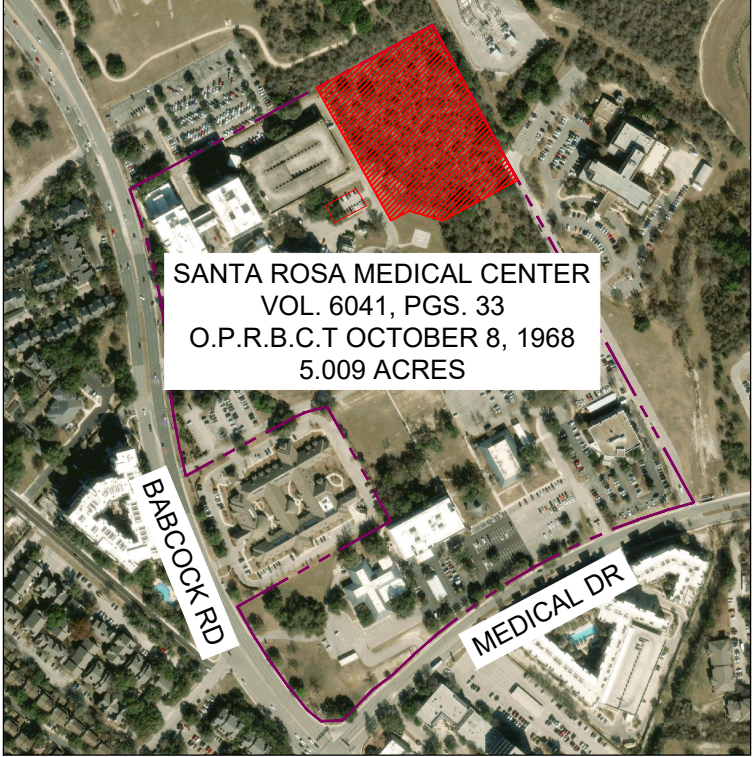 SANTA ROSA MEDICAL CENTER
VOL. 6041, PGS. 33
O.P.R.B.C.T OCTOBER 8, 1968
5.009 ACRES
BABCOCK RD
MEDICAL DR